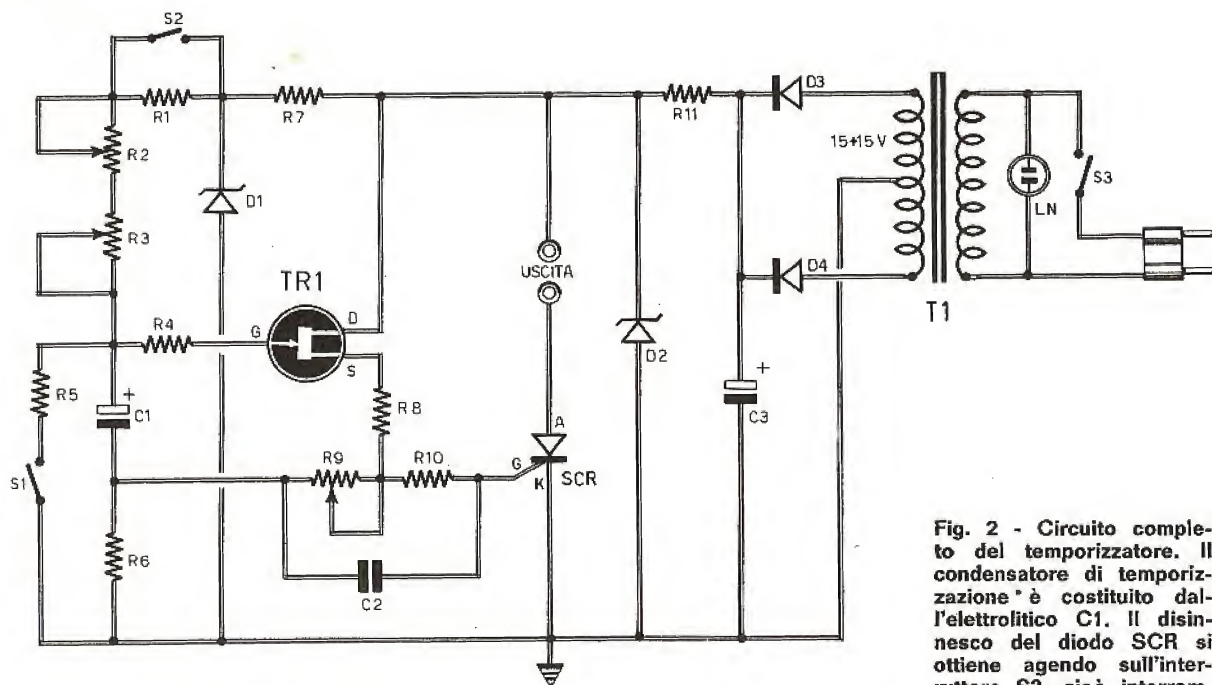 S2
R1
R7
R11
D3
R2
15+15V
S3
LN
D1
R3
USCITA
D4
TR1
T1
R4
G
D
S
D2
R5
+
C1
R8
+
C3
A
R9
R10
G
K
SCR
S1
R6
C2
Fig. 2 - Circuito comple-
to del temporizzatore. Il
condensatore di temporiz-
zazione è costituito dal-
l'elettrolitico C1. Il disin-
nesco del diodo SCR si
ottiene agendo sull'inter-